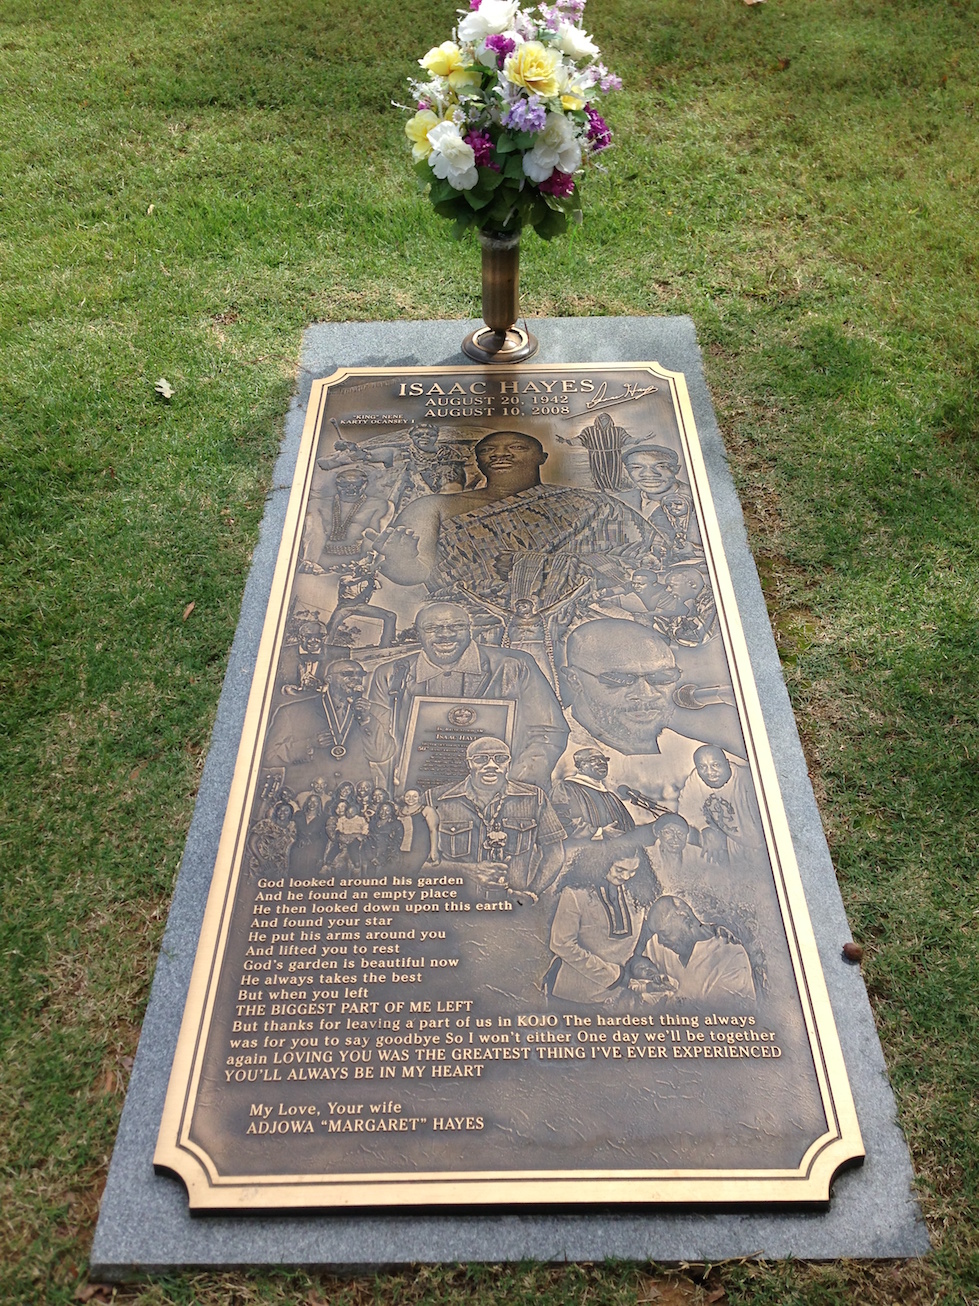 ISAAC HAYES
AUGUST 20, 1942
AUGUST 10, 2008
Isaac Hayes
"KING" NENE
KARTY OCANSEY I
ISAAC HAYES
God looked around his garden
And he found an empty place
He then looked down upon this earth
And found your star
He put his arms around you
And lifted you to rest
God's garden is beautiful now
He always takes the best
But when you left
THE BIGGEST PART OF ME LEFT
But thanks for leaving a part of us in KOJO The hardest thing always
was for you to say goodbye So I won't either One day we'll be together
again LOVING YOU WAS THE GREATEST THING I'VE EVER EXPERIENCED
YOU'LL ALWAYS BE IN MY HEART
My Love, Your wife
ADJOWA "MARGARET" HAYES